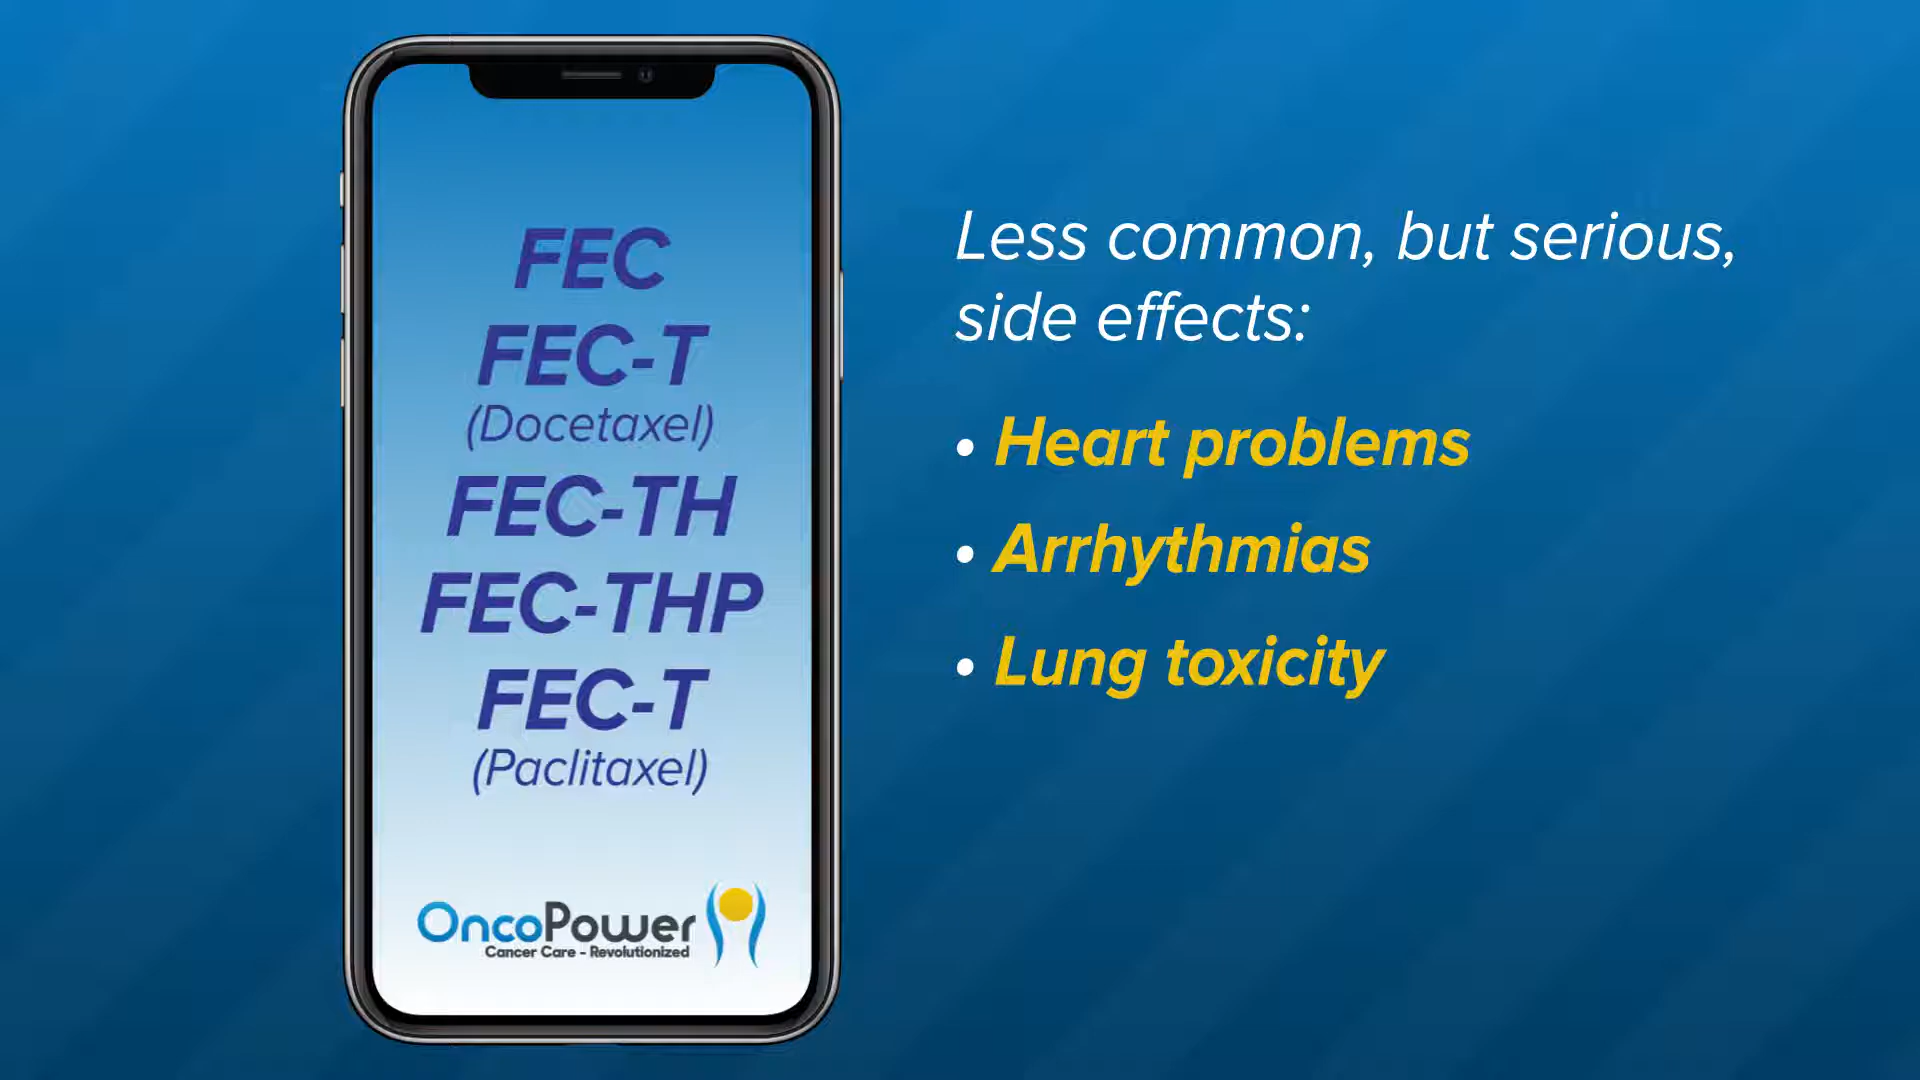 FEC
FEC-T
(Docetaxel)
FEC-TH
FEC-THP
FEC-T
(Paclitaxel)
OncoPower
Cancer Care - Revolutionized
Less common, but serious,
side effects:
• Heart problems
• Arrhythmias
• Lung toxicity